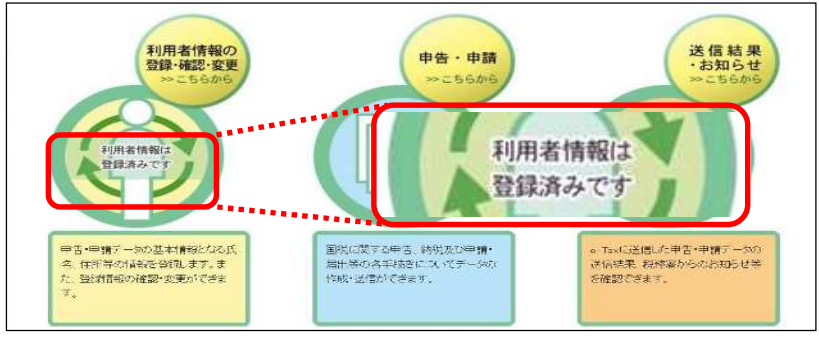 利用者情報の
登録・確認・変更
>>こちらから
申告・申請
>>こちらから
送信結果
・お知らせ
>>こちらから
利用者情報は
登録済みです
利用者情報は
登録済みです
申告・申請データの基本情報となる氏
名、住所等の情報を登録します。ま
た、登録情報の確認・変更ができま
す。
国税に関する申告、納税及び申請・
届出等の各手続きについてデータの
作成・送信ができます。
e-Taxに送信した申告・申請データの
送信結果、税務署からのお知らせ等
を確認できます。